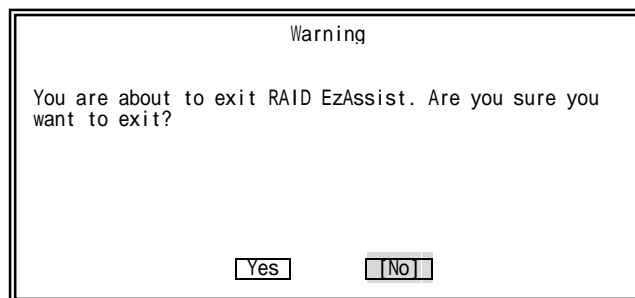 Warning
You are about to exit RAID EzAssist. Are you sure you
want to exit?
Yes [No]